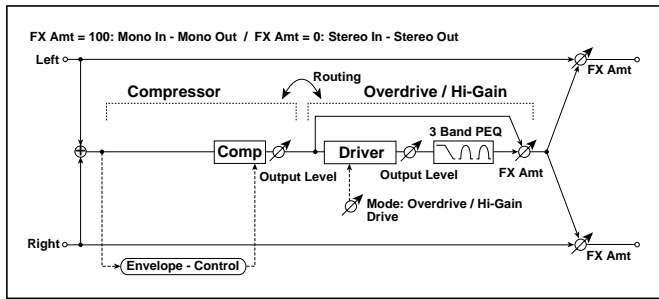 FX Amt = 100: Mono In - Mono Out / FX Amt = 0: Stereo In - Stereo Out
Left
FX Amt
Routing
Compressor
Overdrive / Hi-Gain
3 Band PEQ
Comp
Driver
Output Level
Output Level
FX Amt
Mode: Overdrive / Hi-Gain
Drive
Right
FX Amt
Envelope - Control